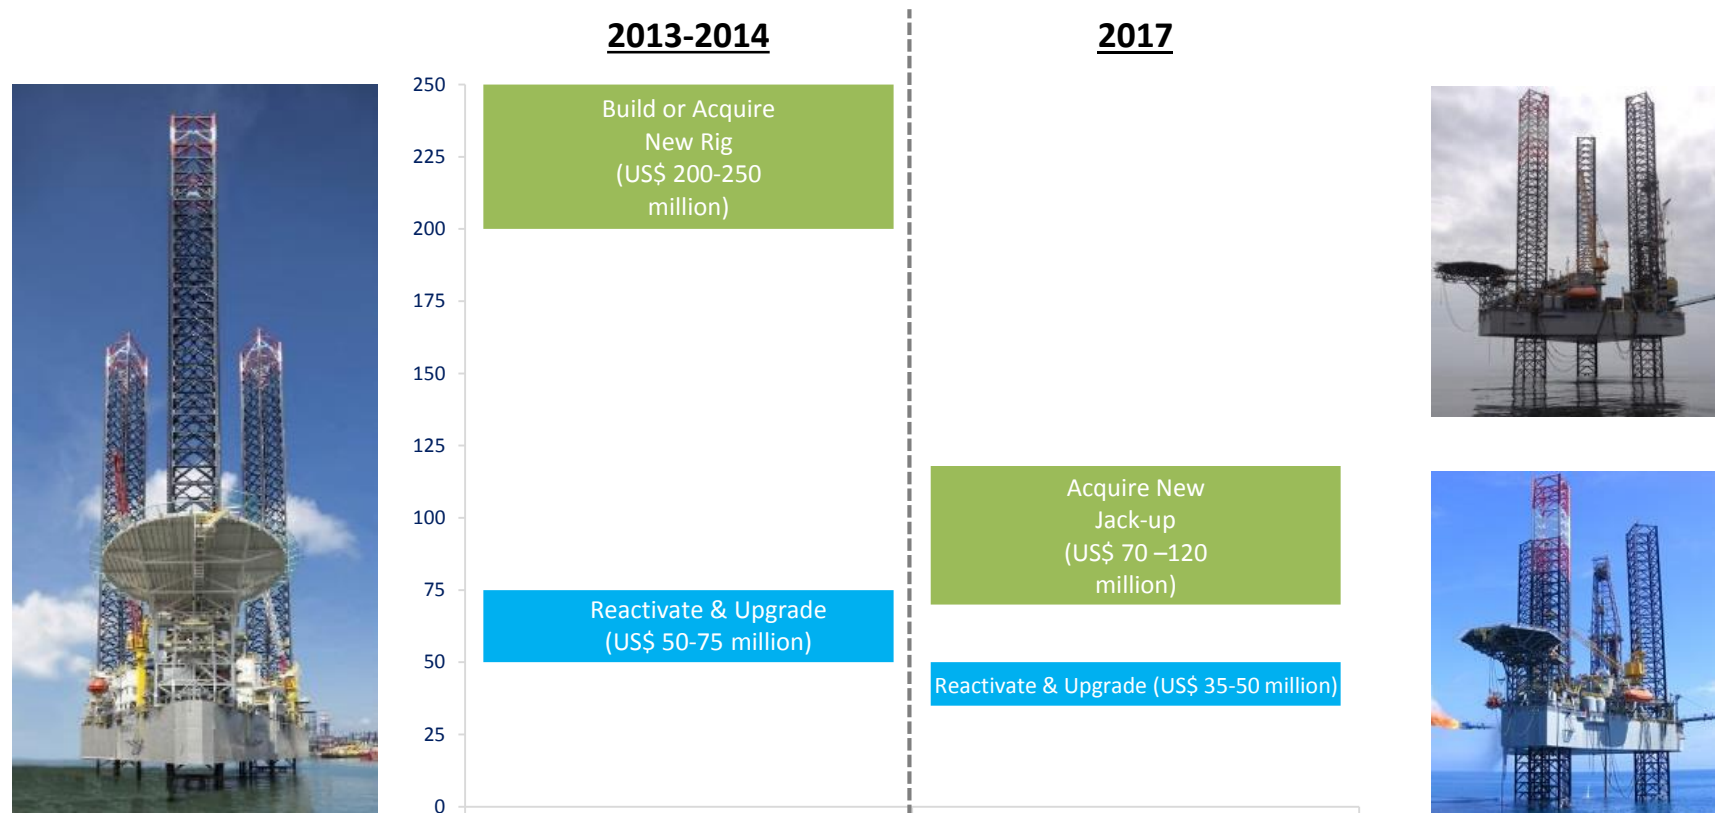 2013-2014
2017
250
225
200
175
150
125
100
75
50
25
0
Build or Acquire
New Rig
(US$ 200-250
million)
Reactivate & Upgrade
(US$ 50-75 million)
Acquire New
Jack-up
(US$ 70 –120
million)
Reactivate & Upgrade (US$ 35-50 million)